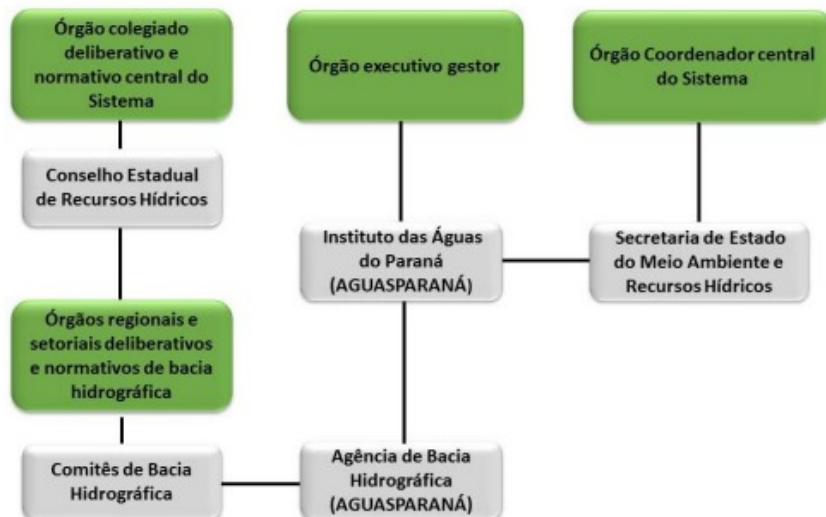 Órgão colegiado
deliberativo e
normativo central do
Sistema
Órgão executivo gestor
Órgão Coordenador central
do Sistema
Conselho Estadual
de Recursos Hídricos
Instituto das Águas
do Paraná
(AGUASPARANÁ)
Secretaria de Estado
do Meio Ambiente e
Recursos Hídricos
Órgãos regionais e
setoriais deliberativos
e normativos de bacia
hidrográfica
Comitês de Bacia
Hidrográfica
Agência de Bacia
Hidrográfica
(AGUASPARANÁ)